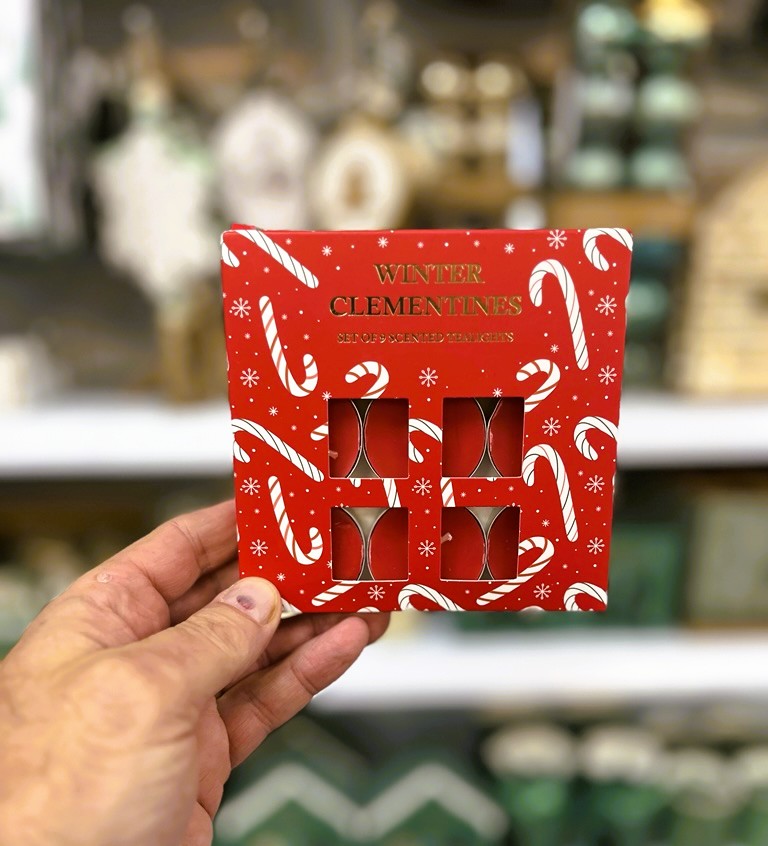 WINTER
CLEMENTINES
SET OF 9 SCENTED TEALIGHTS